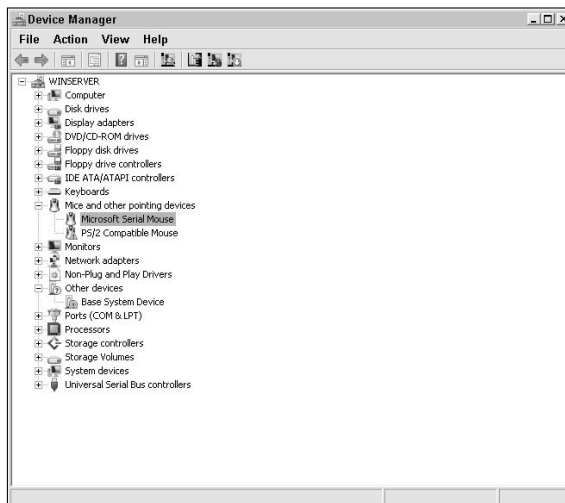 Device Manager
File Action View Help
WINSERVER
Computer
Disk drives
Display adapters
DVD/CD-ROM drives
Floppy disk drives
Floppy drive controllers
IDE ATA/ATAPI controllers
Keyboards
Mice and other pointing devices
Microsoft Serial Mouse
PS/2 Compatible Mouse
Monitors
Network adapters
Non-Plug and Play Drivers
Other devices
Base System Device
Ports (COM & LPT)
Processors
Storage controllers
Storage Volumes
System devices
Universal Serial Bus controllers